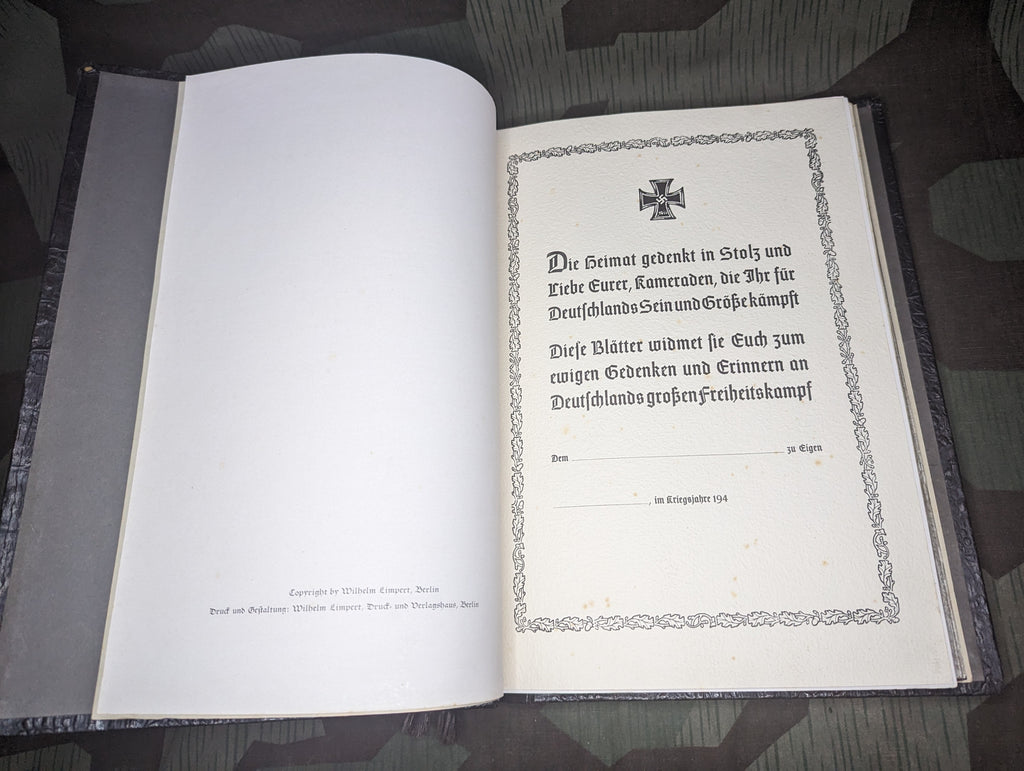 Copyright by Wilhelm Limpert, Berlin
Druck und Gestaltung: Wilhelm Limpert, Druck- und Verlagshaus, Berlin
Die Heimat gedenkt in Stolz und
Liebe Eurer, Kameraden, die Ihr für
Deutschlands Sein und Größe kämpft
Diese Blätter widmet sie Euch zum
ewigen Gedenken und Erinnern an
Deutschlands großen Freiheitskampf
Dem ____________________ zu Eigen
____________________, im Kriegsjahre 194